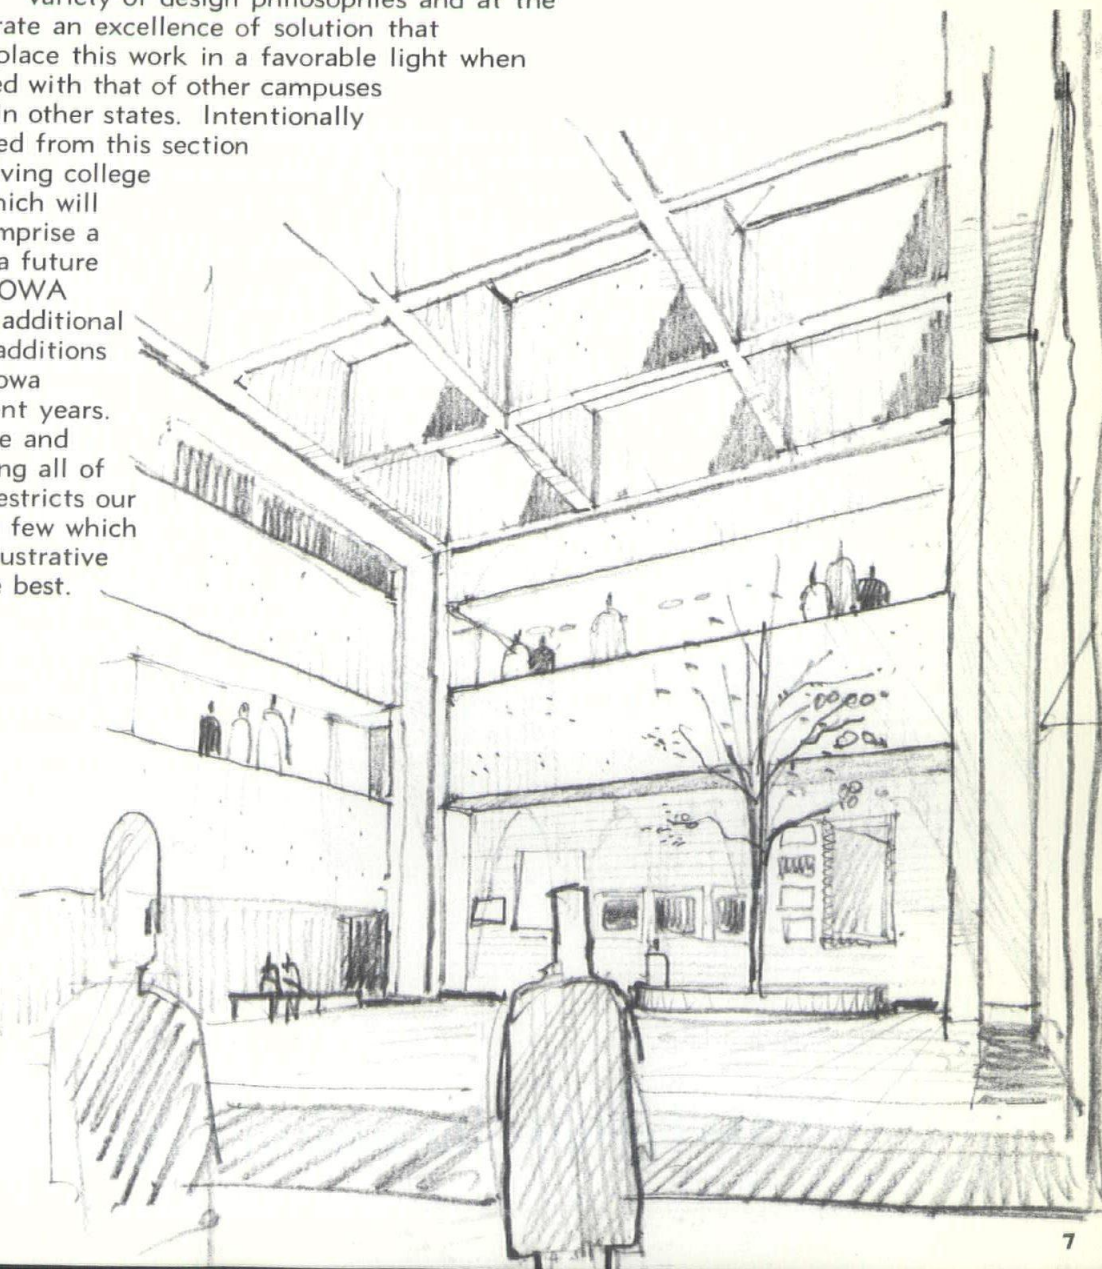 variety of design philosophies and at the
rate an excellence of solution that
place this work in a favorable light when
ed with that of other campuses
in other states. Intentionally
ed from this section
ving college
hich will
mprise a
a future
OWA
additional
additions
owa
nt years.
e and
ng all of
estricts our
few which
ustrative
best.
7